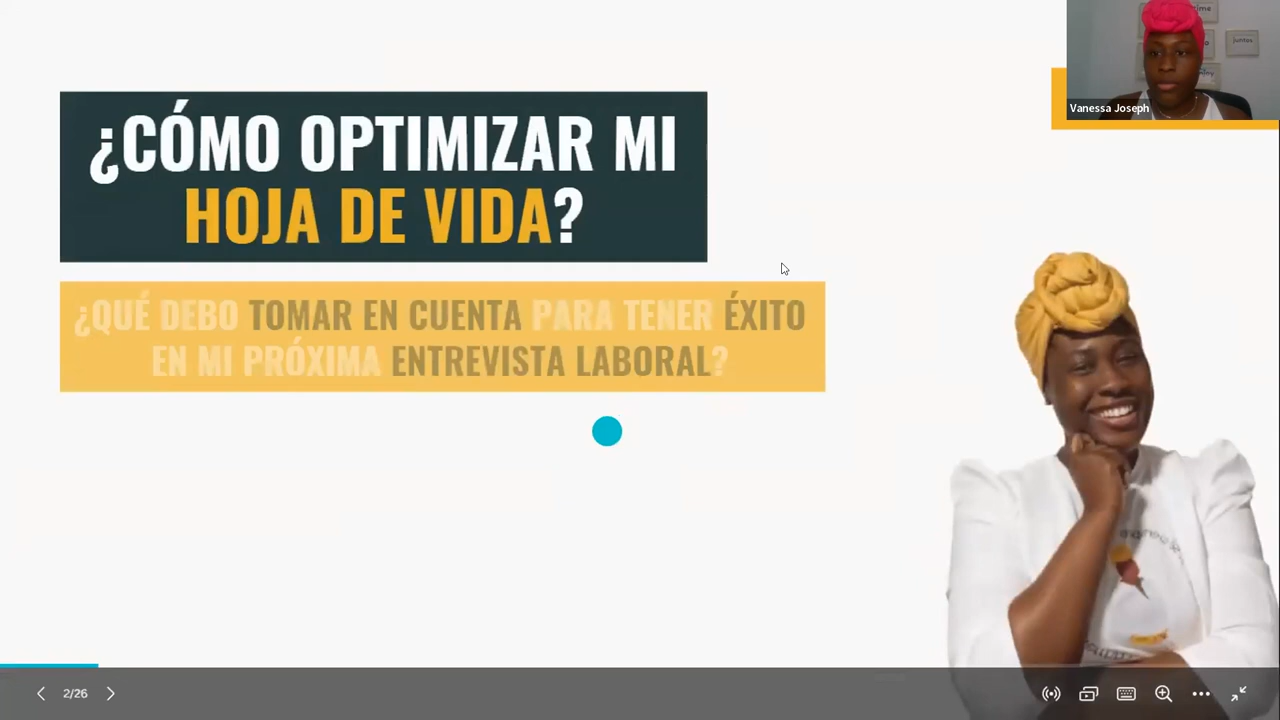 ¿CÓMO OPTIMIZAR MI
HOJA DE VIDA?
¿QUÉ DEBO TOMAR EN CUENTA PARA TENER ÉXITO
EN MI PRÓXIMA ENTREVISTA LABORAL?
juntos
Vanessa Joseph
2/26